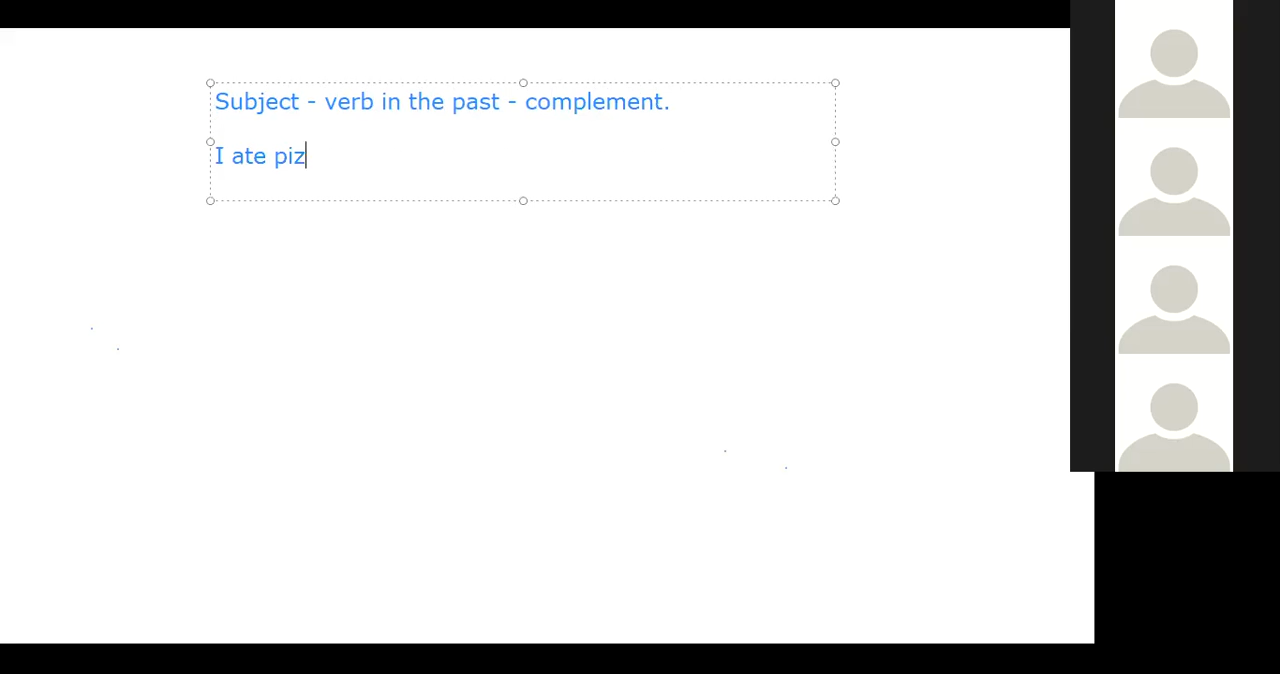 Subject - verb in the past - complement.
I ate piz